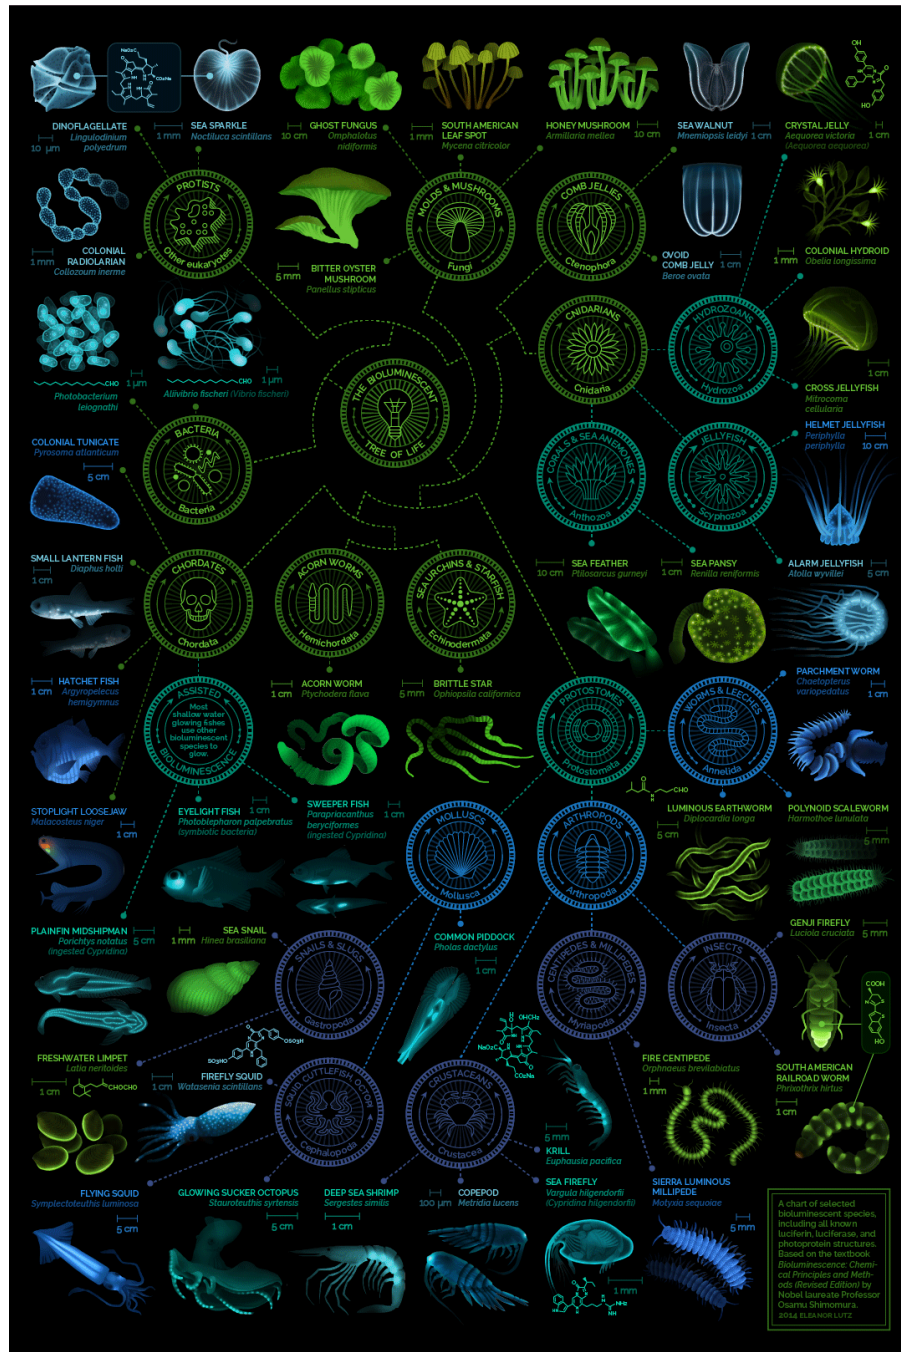 NaO₂C
CO₂Na
OH
HO
DINOFLAGELLATE
Lingulodinium
polyedrum
10 µm
SEA SPARKLE
Noctiluca scintillans
1 mm
GHOST FUNGUS
Omphalotus
nidiformis
10 cm
SOUTH AMERICAN
LEAF SPOT
Mycena citricolor
1 mm
HONEY MUSHROOM
Armillaria mellea
10 cm
SEA WALNUT
Mnemiopsis leidyi
1 cm
CRYSTAL JELLY
Aequorea victoria
(Aequorea aequorea)
1 cm
PROTISTS
Other eukaryotes
MOLDS & MUSHROOMS
Fungi
COMB JELLIES
Ctenophora
COLONIAL
RADIOLARIAN
Collozoum inerme
1 mm
BITTER OYSTER
MUSHROOM
Panellus stipticus
5 mm
OVOID
COMB JELLY
Beroe ovata
1 cm
COLONIAL HYDROID
Obelia longissima
1 mm
CHO
Photobacterium
leiognathi
1 µm
CHO
Aliivibrio fischeri (Vibrio fischeri)
1 µm
THE BIOLUMINESCENT
TREE OF LIFE
CNIDARIANS
Cnidaria
HYDROZOANS
Hydrozoa
1 cm
CROSS JELLYFISH
Mitrocoma
cellularia
BACTERIA
Bacteria
COLONIAL TUNICATE
Pyrosoma atlanticum
5 cm
CORALS & SEA ANEMONES
Anthozoa
JELLYFISH
Scyphozoa
HELMET JELLYFISH
Periphylla
periphylla
10 cm
SMALL LANTERN FISH
Diaphus holti
1 cm
CHORDATES
Chordata
ACORN WORMS
Hemichordata
SEA URCHINS & STARFISH
Echinodermata
10 cm
SEA FEATHER
Ptilosarcus gurneyi
1 cm
SEA PANSY
Renilla reniformis
ALARM JELLYFISH
Atolla wyvillei
5 cm
HATCHET FISH
Argyropelecus
hemigymnus
1 cm
ASSISTED
Most
shallow water
glowing fishes
use other
bioluminescent
species to
glow.
BIOLUMINESCENCE
1 cm
ACORN WORM
Ptychodera flava
5 mm
BRITTLE STAR
Ophiopsila californica
PROTOSTOMES
Protostomata
WORMS & LEECHES
Annelida
PARCHMENT WORM
Chaetopterus
variopedatus
1 cm
STOPLIGHT LOOSEJAW
Malacosteus niger
1 cm
EYELIGHT FISH
Photoblepharon palpebratus
(symbiotic bacteria)
1 cm
SWEEPER FISH
Parapriacanthus
beryciformes
(ingested Cypridina)
1 cm
MOLLUSCS
Mollusca
ARTHROPODS
Arthropoda
CHO
LUMINOUS EARTHWORM
Diplocardia longa
5 cm
POLYNOID SCALEWORM
Harmothoe lunulata
5 mm
PLAINFIN MIDSHIPMAN
Porichtys notatus
(ingested Cypridina)
5 cm
1 mm
SEA SNAIL
Hinea brasiliana
SNAILS & SLUGS
Gastropoda
COMMON PIDDOCK
Pholas dactylus
1 cm
CENTIPEDES & MILLIPEDES
Myriapoda
INSECTS
Insecta
GENJI FIREFLY
Luciola cruciata
5 mm
COOH
HO
FRESHWATER LIMPET
Latia neritoides
1 cm
OCHO
FIREFLY SQUID
Watasenia scintillans
1 cm
OSO₃H
SO₃HO
SQUID CUTTLEFISH OCTOPI
Cephalopoda
CRUSTACEANS
Crustacea
NaO₂C
CO₂Na
5 mm
KRILL
Euphausia pacifica
FIRE CENTIPEDE
Orphnaeus brevilabiatus
1 mm
SOUTH AMERICAN
RAILROAD WORM
Phrixothrix hirtus
1 cm
FLYING SQUID
Symplectoteuthis luminosa
5 cm
GLOWING SUCKER OCTOPUS
Stauroteuthis syrtensis
5 cm
DEEP SEA SHRIMP
Sergestes similis
1 cm
COPEPOD
Metridia lucens
100 µm
SEA FIREFLY
Vargula hilgendorfii
(Cypridina hilgendorfii)
1 mm
SIERRA LUMINOUS
MILLIPEDE
Motyxia sequoiae
5 mm
A chart of selected
bioluminescent species,
including all known
luciferin, luciferase, and
photoprotein structures.
Based on the textbook
Bioluminescence: Chemi-
cal Principles and Meth-
ods (Revised Edition) by
Nobel laureate Professor
Osamu Shimomura.
2014 ELEANOR LUTZ